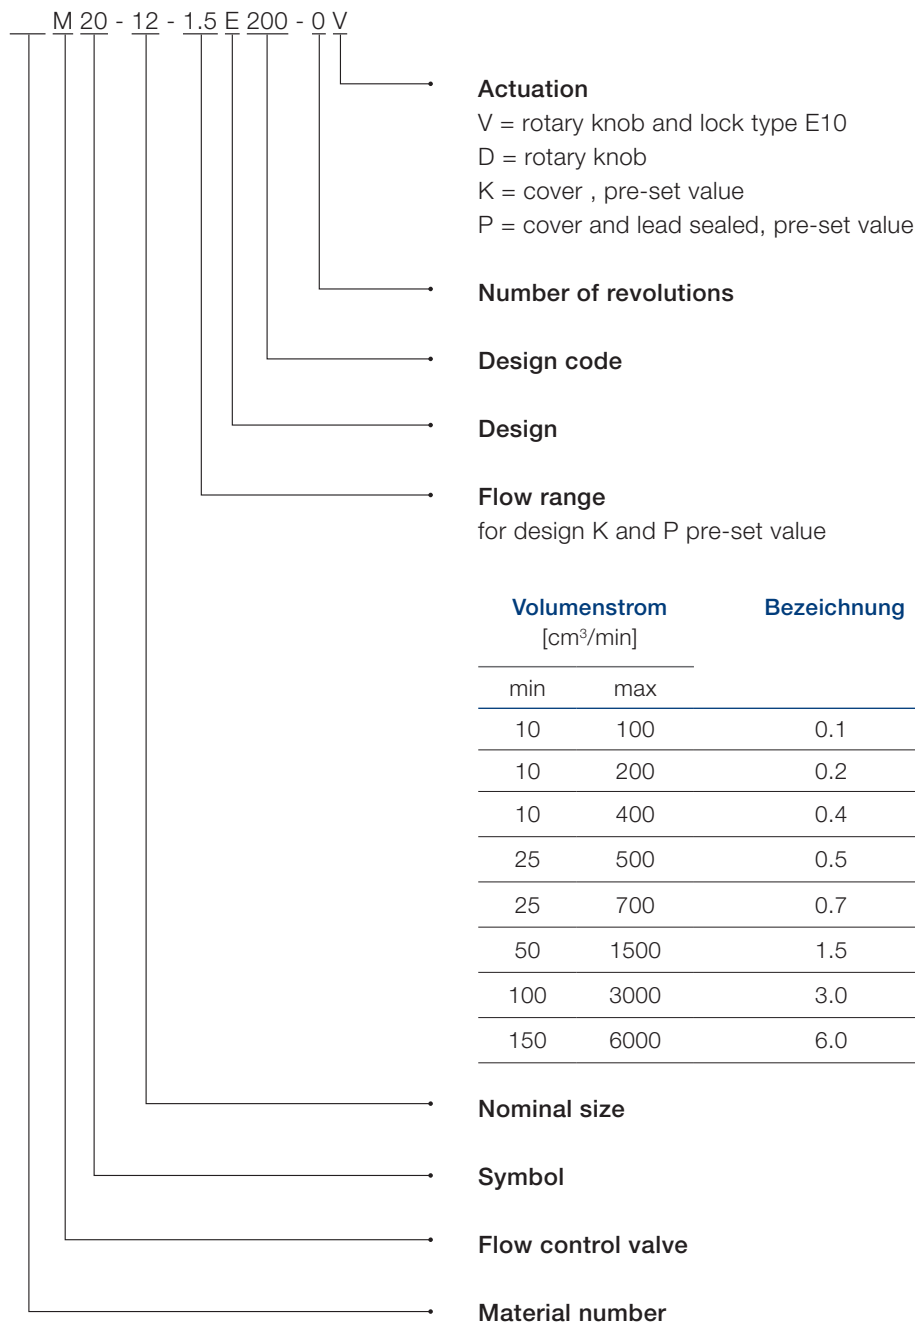 M 20 - 12 - 1.5 E 200 - 0 V
Actuation
V = rotary knob and lock type E10
D = rotary knob
K = cover , pre-set value
P = cover and lead sealed, pre-set value
Number of revolutions
Design code
Design
Flow range
for design K and P pre-set value
Volumenstrom Bezeichnung
[cm³/min]
min max
10 100 0.1
10 200 0.2
10 400 0.4
25 500 0.5
25 700 0.7
50 1500 1.5
100 3000 3.0
150 6000 6.0
Nominal size
Symbol
Flow control valve
Material number